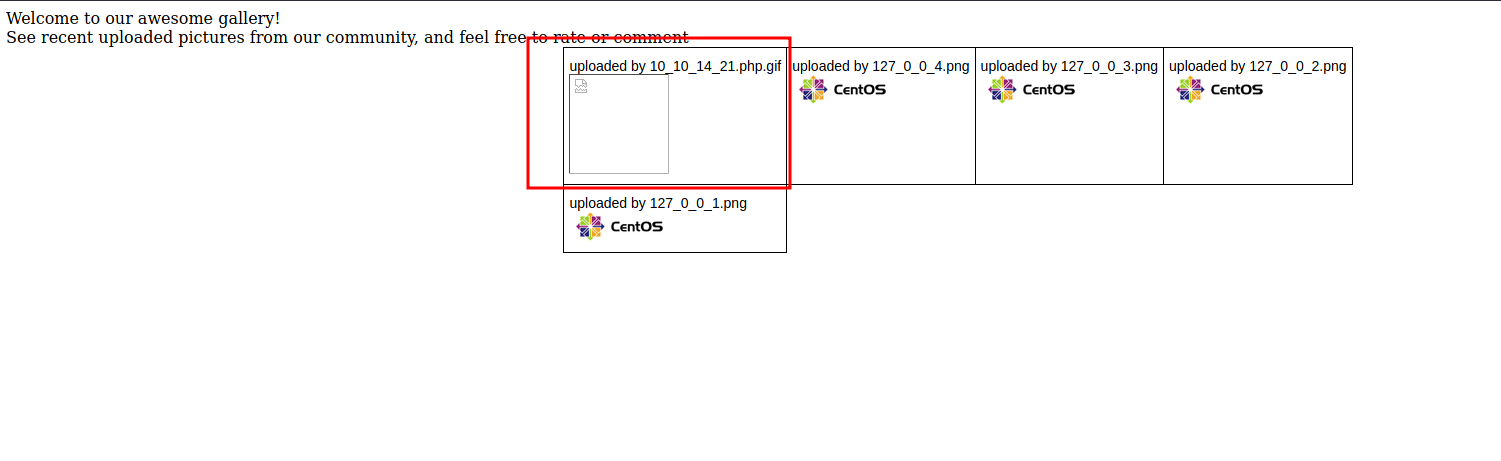 Welcome to our awesome gallery!
See recent uploaded pictures from our community, and feel free to rate or comment
uploaded by 10_10_14_21.php.gif
uploaded by 127_0_0_4.png
uploaded by 127_0_0_3.png
uploaded by 127_0_0_2.png
CentOS
CentOS
CentOS
uploaded by 127_0_0_1.png
CentOS